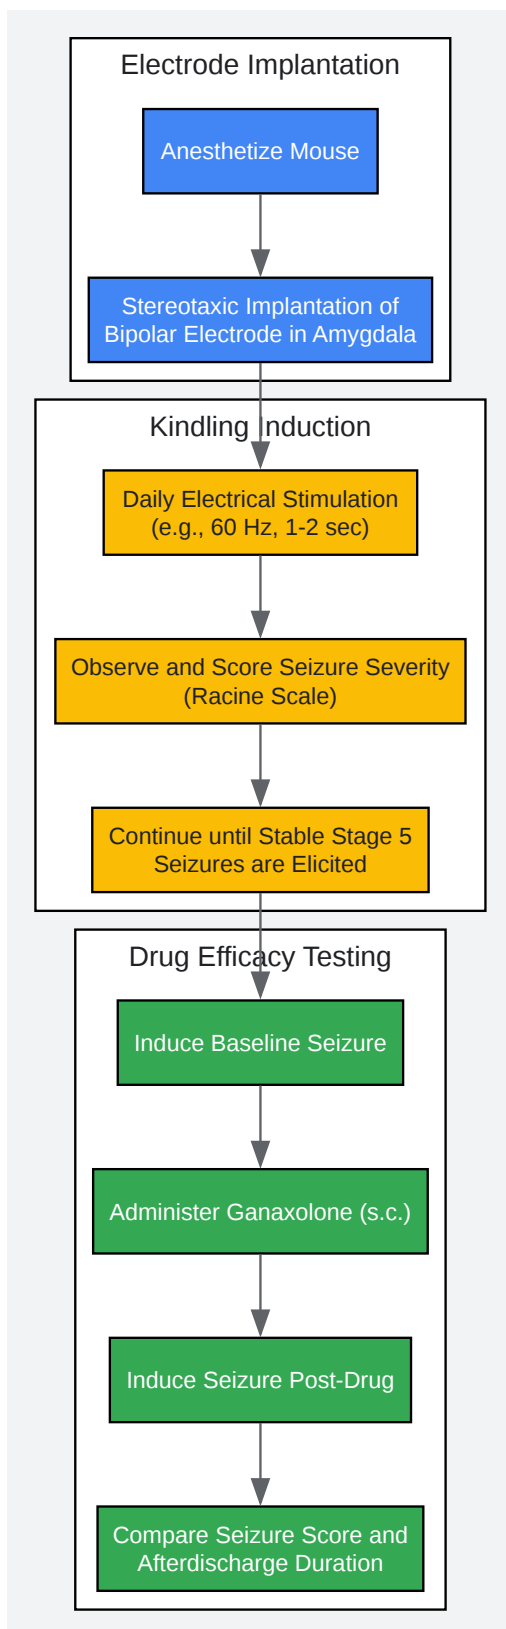 Electrode Implantation
Anesthetize Mouse
Stereotaxic Implantation of
Bipolar Electrode in Amygdala
Kindling Induction
Daily Electrical Stimulation
(e.g., 60 Hz, 1-2 sec)
Observe and Score Seizure Severity
(Racine Scale)
Continue until Stable Stage 5
Seizures are Elicited
Drug Efficacy Testing
Induce Baseline Seizure
Administer Ganaxolone (s.c.)
Induce Seizure Post-Drug
Compare Seizure Score and
Afterdischarge Duration